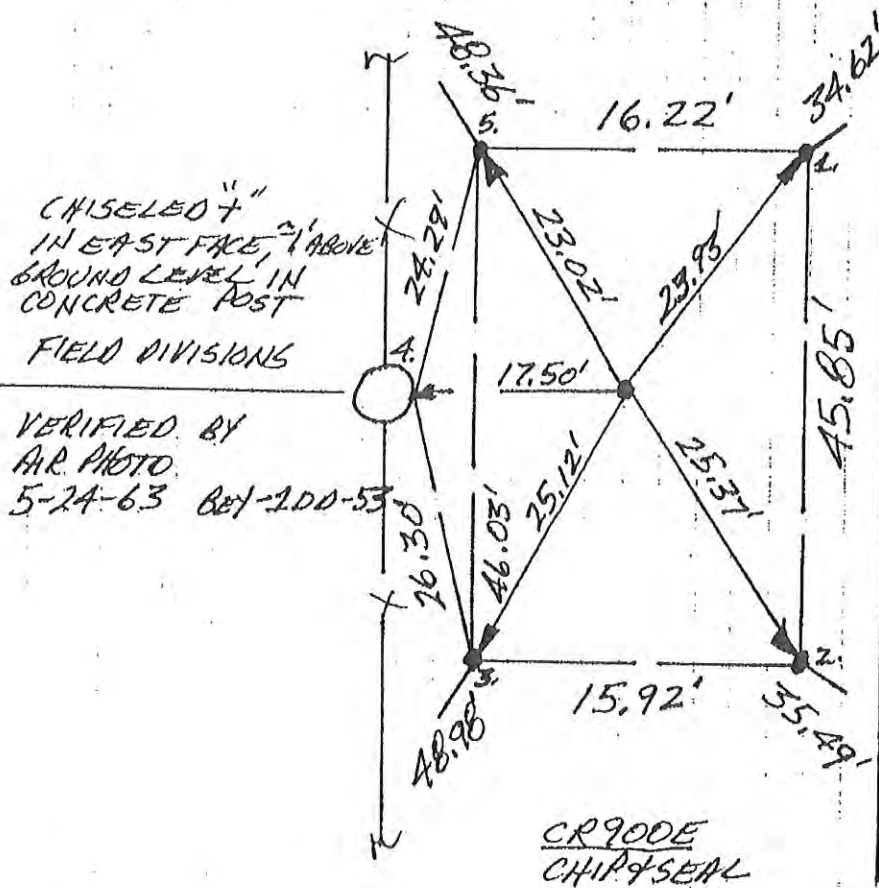 48.36'
34.62'
5.
16.22'
1.
CHISELED "+"
IN EAST FACE, ~1' ABOVE
GROUND LEVEL, IN
CONCRETE POST
24.29'
23.02'
23.93'
FIELD DIVISIONS
4.
17.50'
45.85'
VERIFIED BY
AIR PHOTO
5-24-63 BEY-2DD-53
26.30'
46.03'
25.12'
25.37'
3.
2.
15.92'
48.98'
35.49'
CR900E
CHIP & SEAL